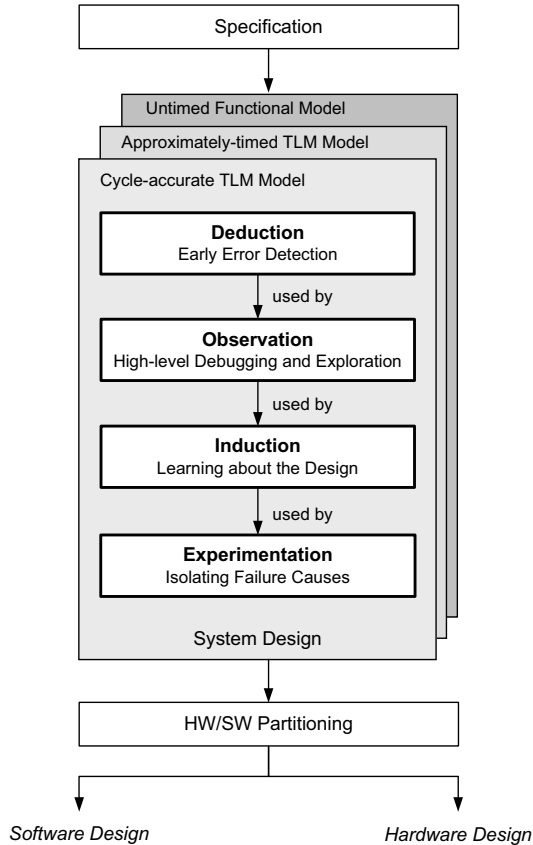 Specification
Untimed Functional Model
Approximately-timed TLM Model
Cycle-accurate TLM Model
Deduction
Early Error Detection
used by
Observation
High-level Debugging and Exploration
used by
Induction
Learning about the Design
used by
Experimentation
Isolating Failure Causes
System Design
HW/SW Partitioning
Software Design
Hardware Design